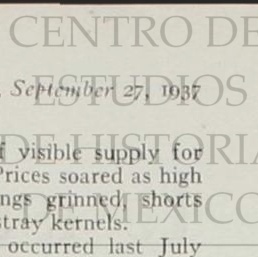 CENTRO DE
, September 27, 1937
ESTUDIOS
f visible supply for
DE HISTORIA
Prices soared as high
ngs grinned, shorts
DE MEXICO
stray kernels.
occurred last July